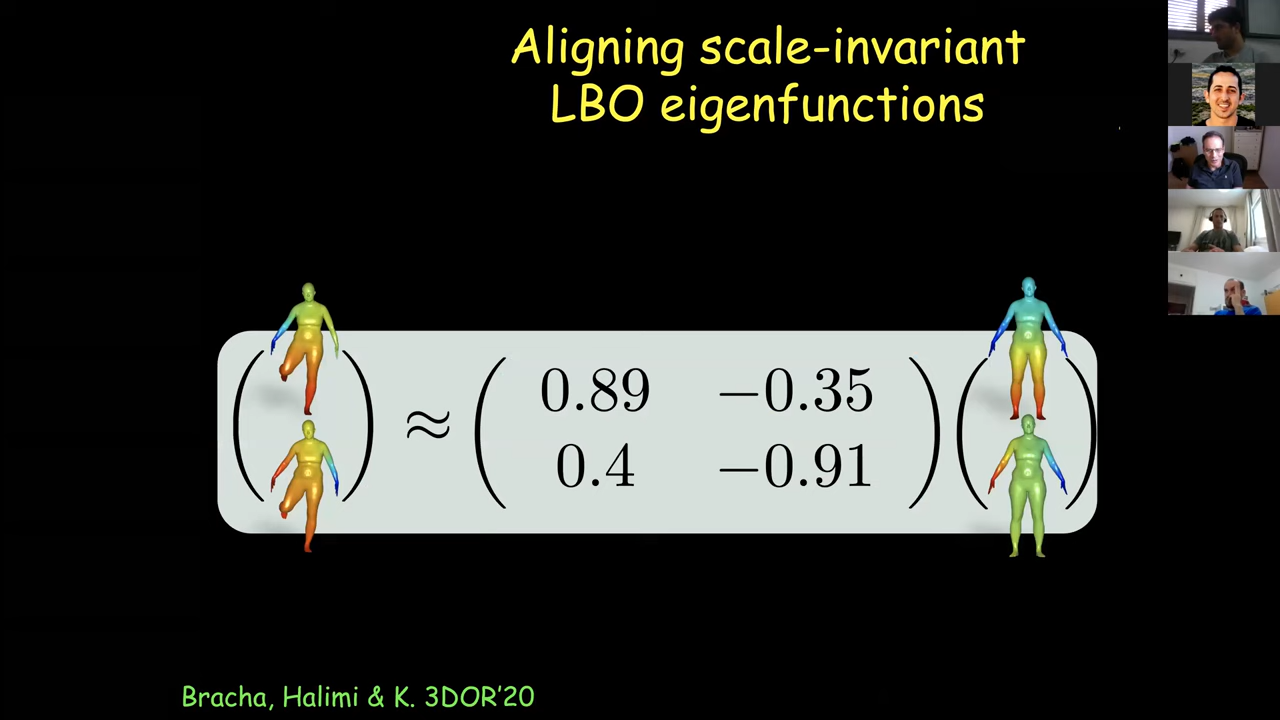 Aligning scale-invariant
LBO eigenfunctions
≈
0.89 −0.35
0.4 −0.91
Bracha, Halimi & K. 3DOR'20